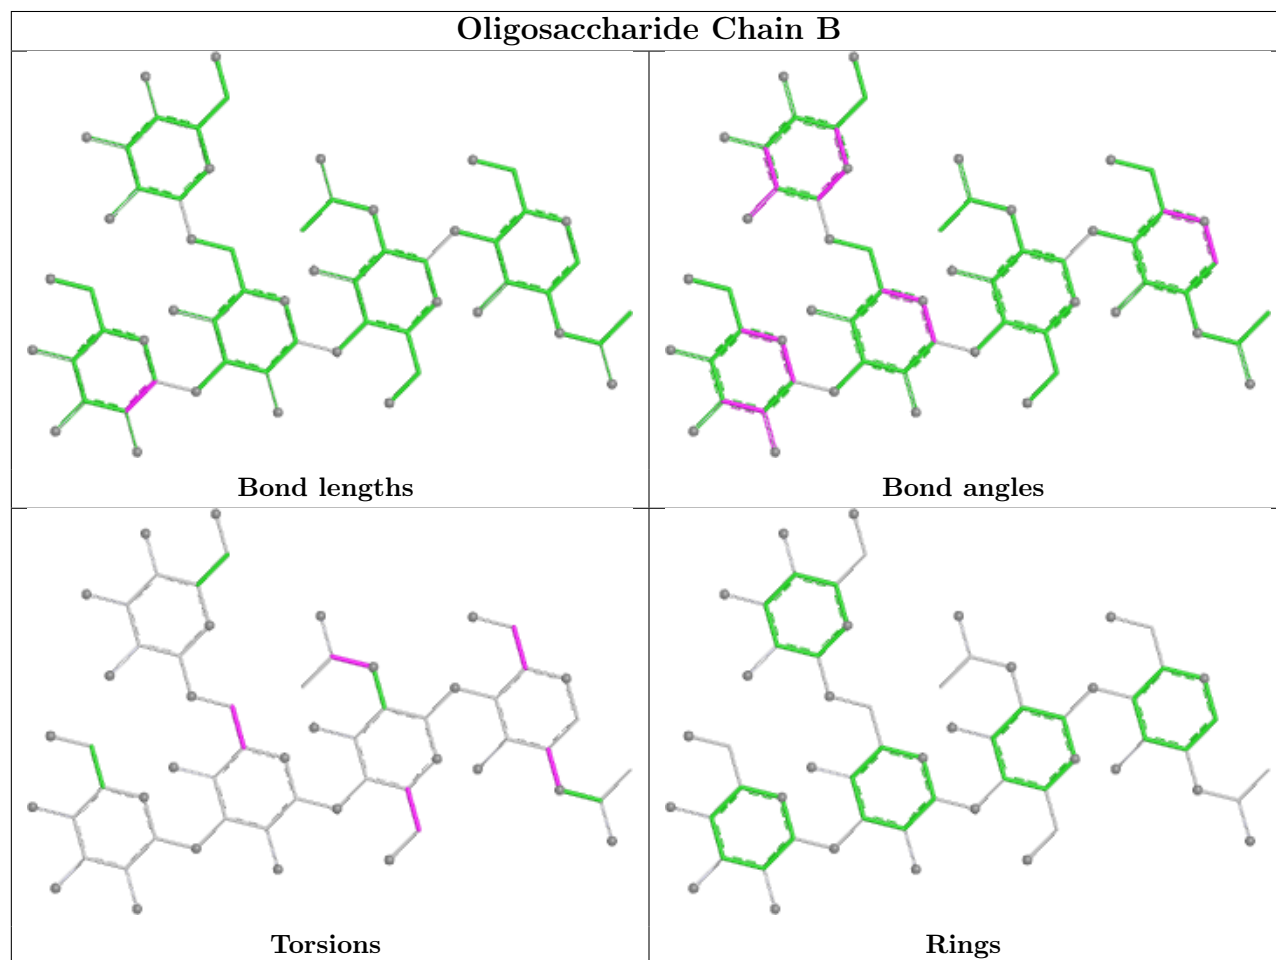 Oligosaccharide Chain B
Bond lengths
Bond angles
Torsions
Rings